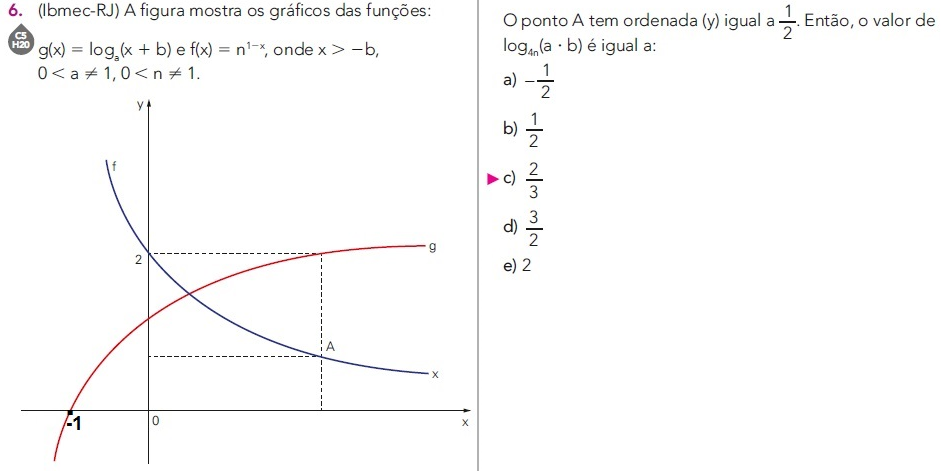 6. (Ibmec-RJ) A figura mostra os gráficos das funções:
C5
H20
g(x) = logₐ(x + b) e f(x) = n¹⁻ˣ, onde x > −b,
0 < a ≠ 1, 0 < n ≠ 1.
y
f
g
2
A
x
-1
0
x
O ponto A tem ordenada (y) igual a 1/2. Então, o valor de
log₄ₙ(a · b) é igual a:
a) −1/2
b) 1/2
c) 2/3
d) 3/2
e) 2